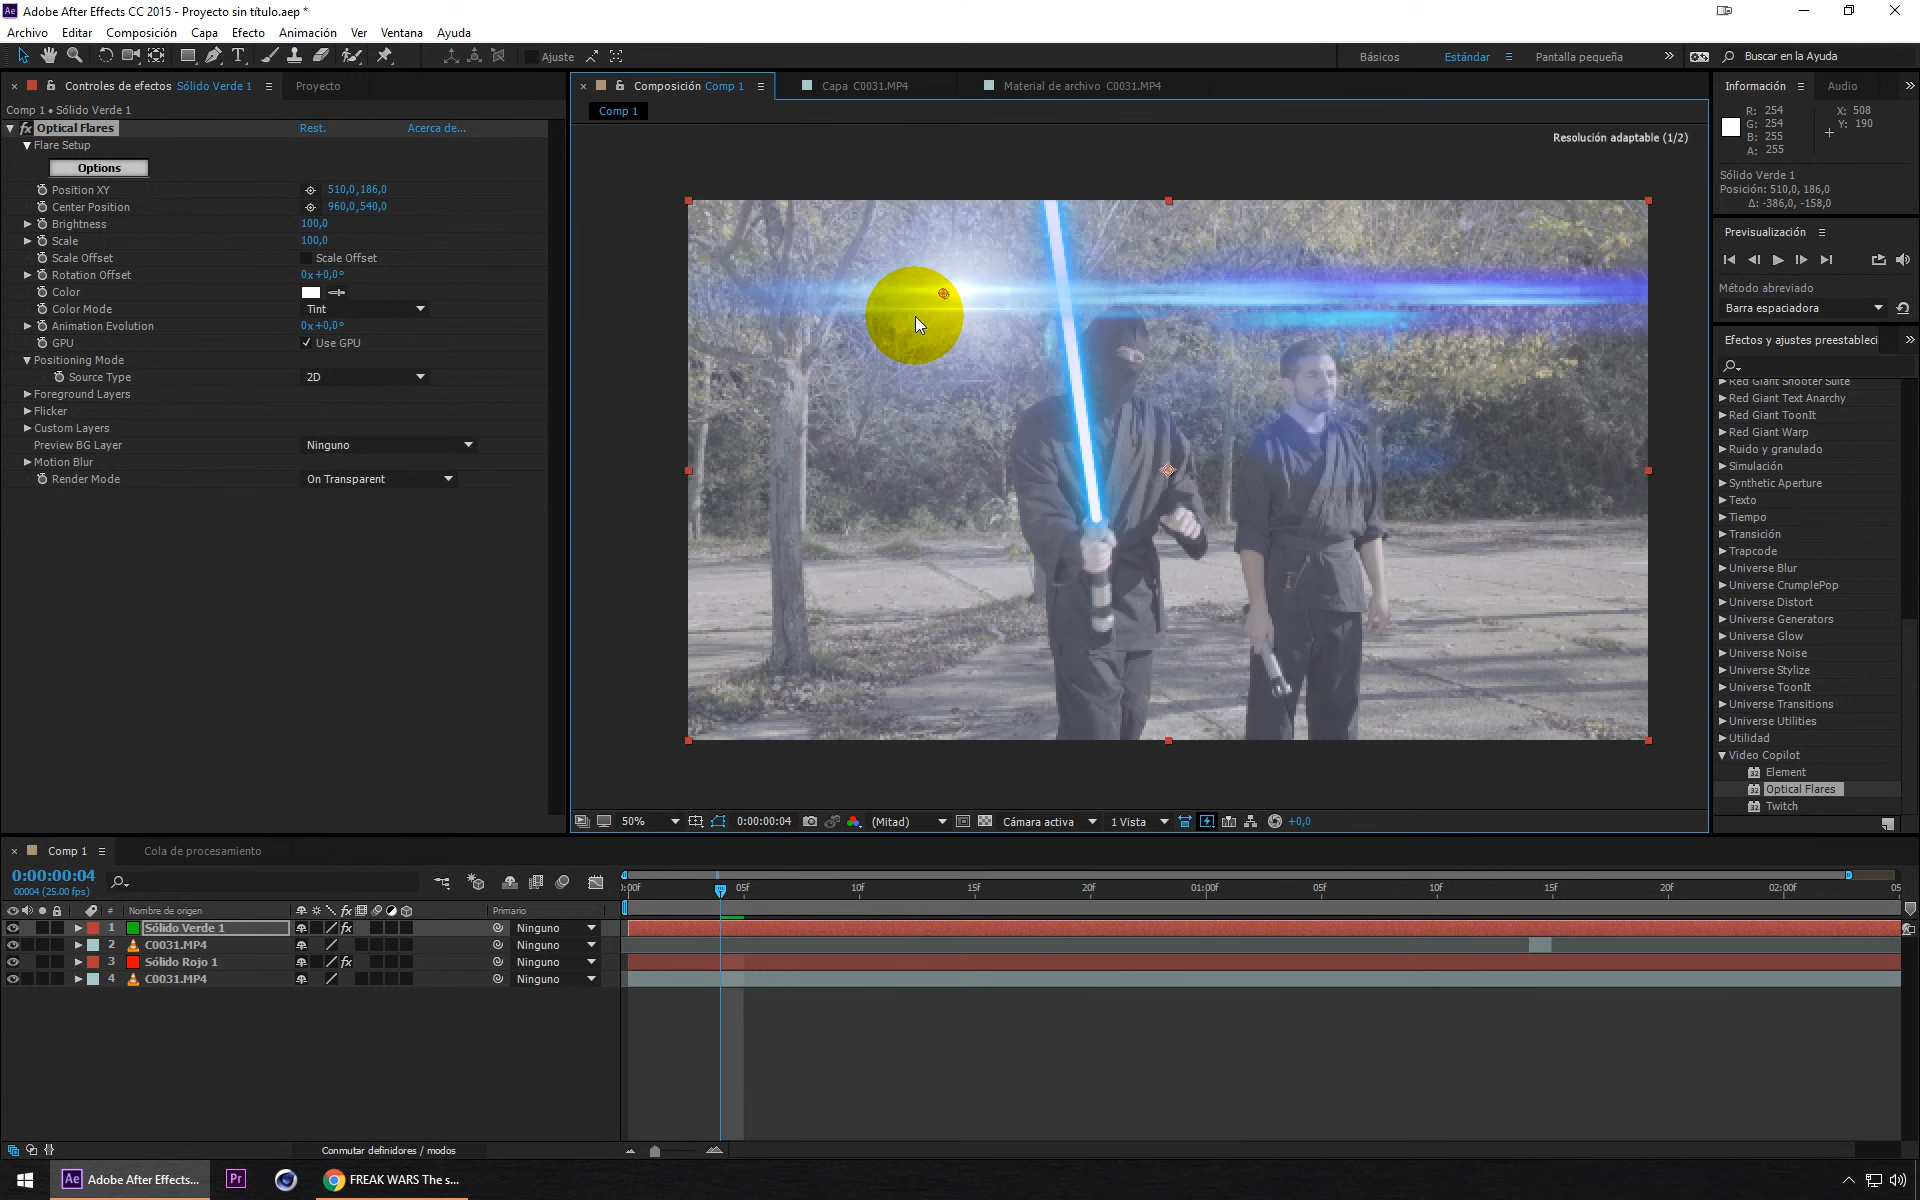 Adobe After Effects CC 2015 - Proyecto sin título.aep *
Archivo Editar Composición Capa Efecto Animación Ver Ventana Ayuda
Ajuste
Básicos Estándar Pantalla pequeña Buscar en la Ayuda
Controles de efectos Sólido Verde 1 Proyecto
Comp 1 • Sólido Verde 1
Optical Flares Rest. Acerca de...
Flare Setup
Options
Position XY 510,0,186,0
Center Position 960,0,540,0
Brightness 100,0
Scale 100,0
Scale Offset Scale Offset
Rotation Offset 0x+0,0°
Color
Color Mode Tint
Animation Evolution 0x+0,0°
GPU Use GPU
Positioning Mode
Source Type 2D
Foreground Layers
Flicker
Custom Layers
Preview BG Layer Ninguno
Motion Blur
Render Mode On Transparent
Composición Comp 1 Capa C0031.MP4 Material de archivo C0031.MP4
Comp 1
Resolución adaptable (1/2)
50% 0:00:00:04 (Mitad) Cámara activa 1 Vista +0,0
Información Audio
R: 254 X: 508
G: 254 Y: 190
B: 255
A: 255
Sólido Verde 1
Posición: 510,0, 186,0
Δ: -386,0, -158,0
Previsualización
Método abreviado
Barra espaciadora
Efectos y ajustes preestableci
Red Giant Shooter Suite
Red Giant Text Anarchy
Red Giant ToonIt
Red Giant Warp
Ruido y granulado
Simulación
Synthetic Aperture
Texto
Tiempo
Transición
Trapcode
Universe Blur
Universe CrumplePop
Universe Distort
Universe Generators
Universe Glow
Universe Noise
Universe Stylize
Universe ToonIt
Universe Transitions
Universe Utilities
Utilidad
Video Copilot
Element
Optical Flares
Twitch
Comp 1 Cola de procesamiento
0:00:00:04
00004 (25.00 fps)
):00f 05f 10f 15f 20f 01:00f 05f 10f 15f 20f 02:00f 05
# Nombre de origen fx Primario
1 Sólido Verde 1 fx Ninguno
2 C0031.MP4 Ninguno
3 Sólido Rojo 1 fx Ninguno
4 C0031.MP4 Ninguno
Conmutar definidores / modos
Ae Adobe After Effects... Pr FREAK WARS The s...